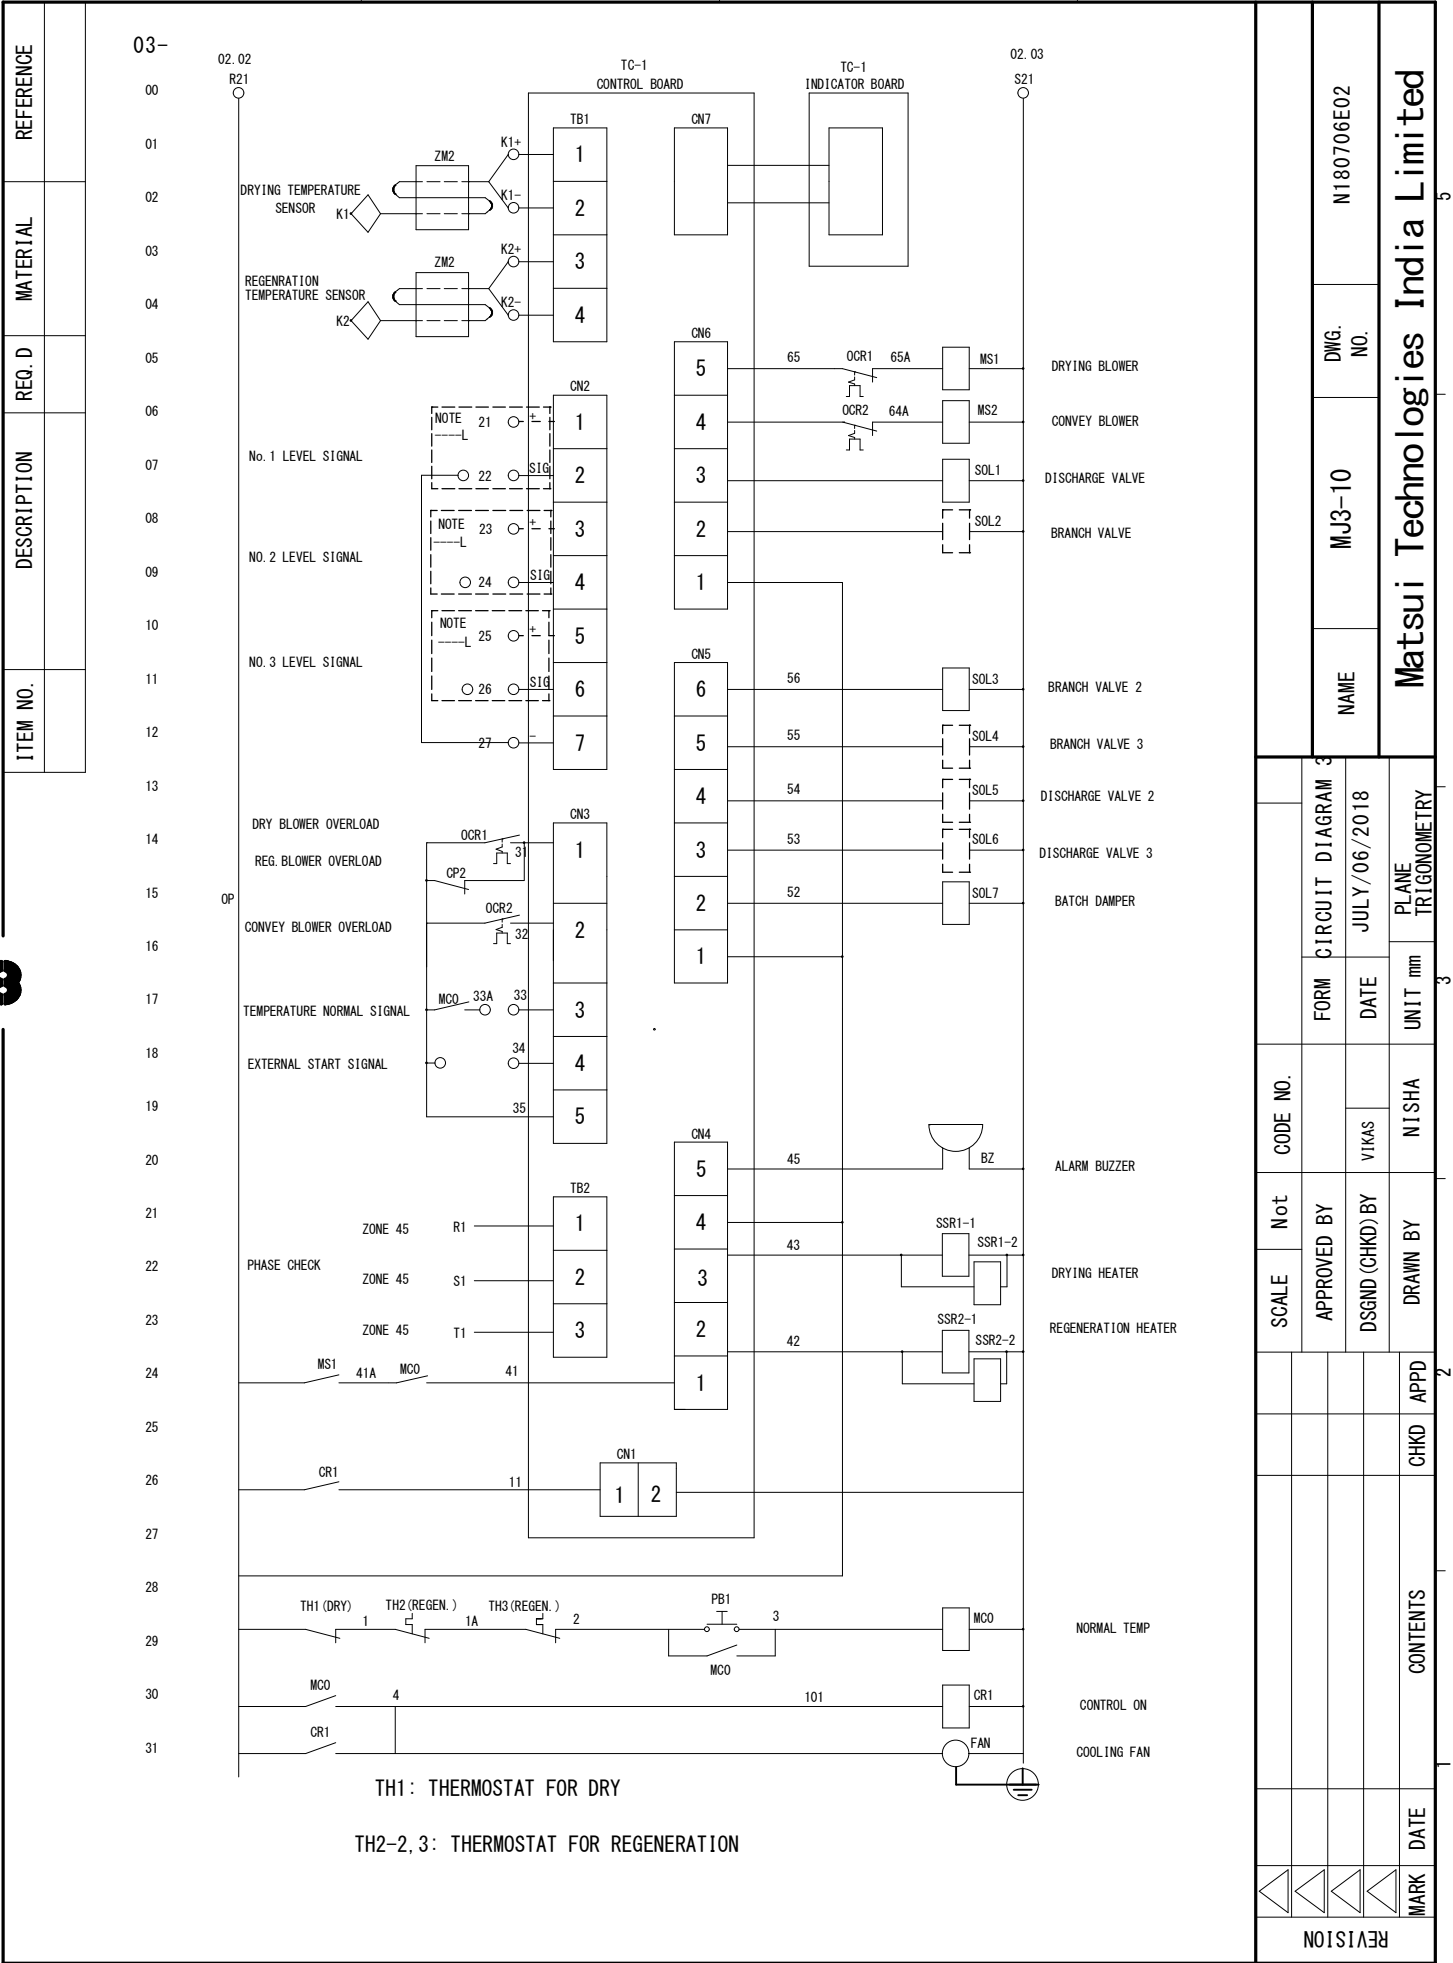 03-
02.02
R21
02.03
S21
TC-1
CONTROL BOARD
TC-1
INDICATOR BOARD
00
01
02
03
04
05
06
07
08
09
10
11
12
13
14
15
16
17
18
19
20
21
22
23
24
25
26
27
28
29
30
31
TB1
1
2
3
4
CN7
K1+
ZM2
K1-
DRYING TEMPERATURE
SENSOR
K1
K2+
ZM2
K2-
REGENRATION
TEMPERATURE SENSOR
K2
CN2
1
2
3
4
5
6
7
NOTE
----L
21
+
22
SIG
No.1 LEVEL SIGNAL
NOTE
----L
23
+
24
SIG
NO.2 LEVEL SIGNAL
NOTE
----L
25
+
26
SIG
NO.3 LEVEL SIGNAL
27
-
CN6
5
4
3
2
1
65
OCR1
65A
MS1
DRYING BLOWER
OCR2
64A
MS2
CONVEY BLOWER
SOL1
DISCHARGE VALVE
SOL2
BRANCH VALVE
CN5
6
5
4
3
2
1
56
SOL3
BRANCH VALVE 2
55
SOL4
BRANCH VALVE 3
54
SOL5
DISCHARGE VALVE 2
53
SOL6
DISCHARGE VALVE 3
52
SOL7
BATCH DAMPER
CN3
1
2
3
4
5
DRY BLOWER OVERLOAD
OCR1
31
REG.BLOWER OVERLOAD
CP2
OP
CONVEY BLOWER OVERLOAD
OCR2
32
TEMPERATURE NORMAL SIGNAL
MCO
33A
33
EXTERNAL START SIGNAL
34
35
CN4
5
4
3
2
1
45
BZ
ALARM BUZZER
43
SSR1-1
SSR1-2
DRYING HEATER
42
SSR2-1
SSR2-2
REGENERATION HEATER
TB2
1
2
3
PHASE CHECK
ZONE 45 R1
ZONE 45 S1
ZONE 45 T1
MS1
41A
MCO
41
CN1
1
2
CR1
11
TH1(DRY)
1
TH2(REGEN.)
1A
TH3(REGEN.)
2
PB1
3
MCO
MCO
NORMAL TEMP
MCO
4
101
CR1
CONTROL ON
CR1
FAN
COOLING FAN
TH1: THERMOSTAT FOR DRY
TH2-2,3: THERMOSTAT FOR REGENERATION
ITEM NO.
DESCRIPTION
REQ. D
MATERIAL
REFERENCE
B
REVISION
MARK
DATE
CONTENTS
CHKD
APPD
SCALE
Not
CODE NO.
APPROVED BY
DSGND(CHKD)BY
VIKAS
DRAWN BY
NISHA
FORM
CIRCUIT DIAGRAM 3
DATE
JULY/06/2018
UNIT mm
PLANE
TRIGONOMETRY
NAME
MJ3-10
DWG.
NO.
N180706E02
Matsui Technologies India Limited
1
2
3
5